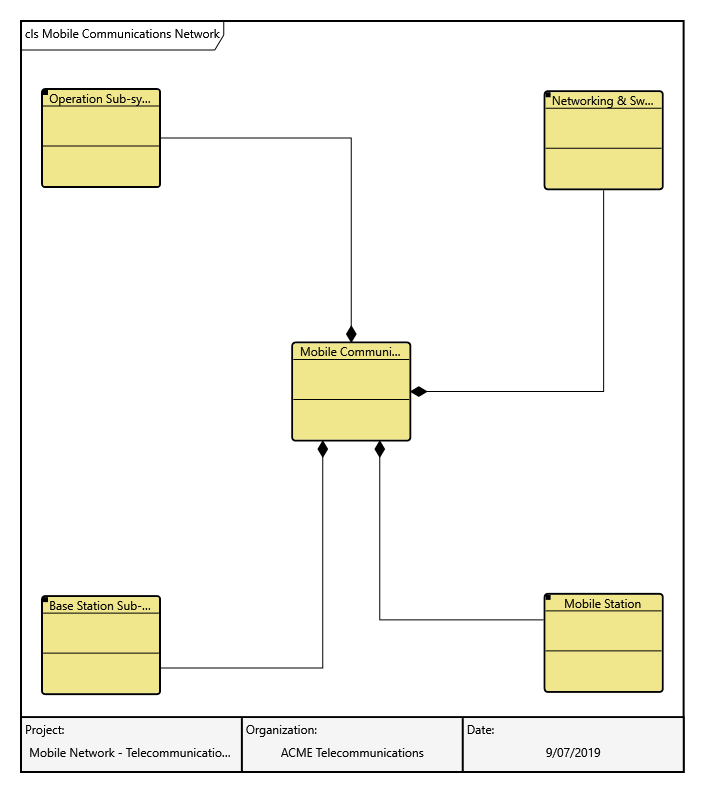 cls Mobile Communications Network
Operation Sub-sy...
Networking & Sw...
Mobile Communi...
Base Station Sub-...
Mobile Station
Project:
Organization:
Date:
Mobile Network - Telecommunicatio...
ACME Telecommunications
9/07/2019